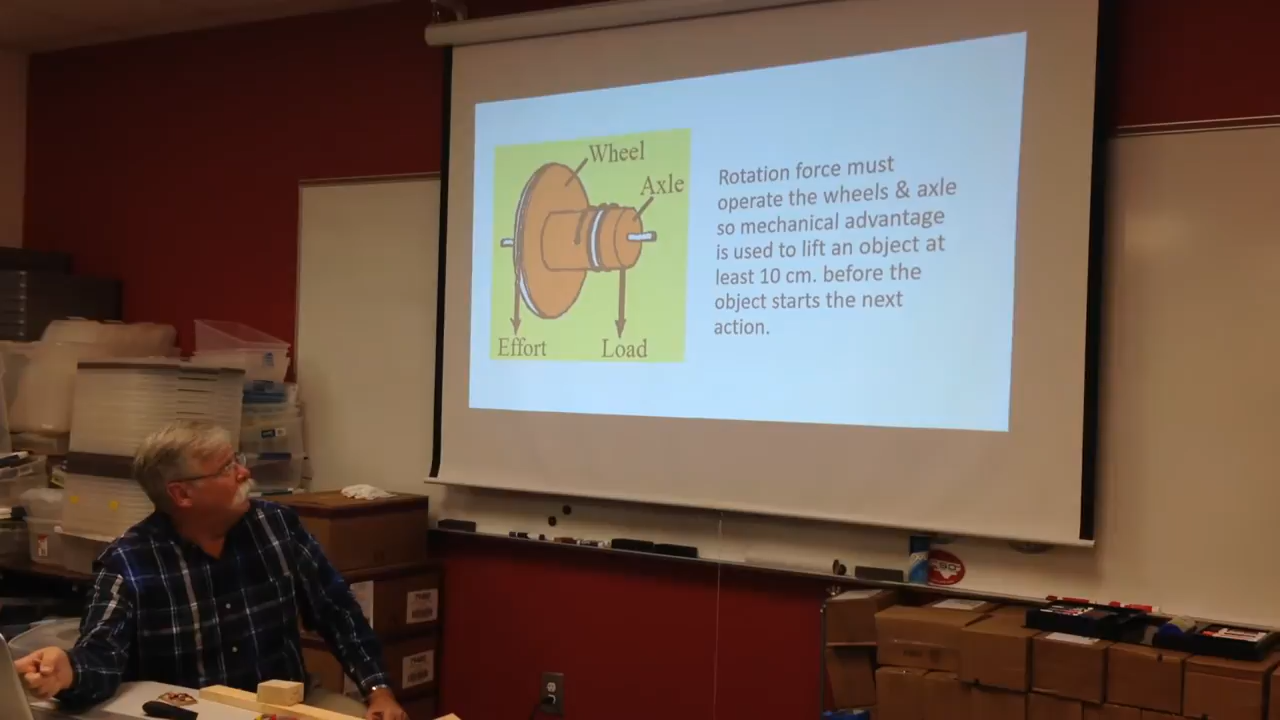 Wheel
Axle
Effort
Load
Rotation force must
operate the wheels & axle
so mechanical advantage
is used to lift an object at
least 10 cm. before the
object starts the next
action.